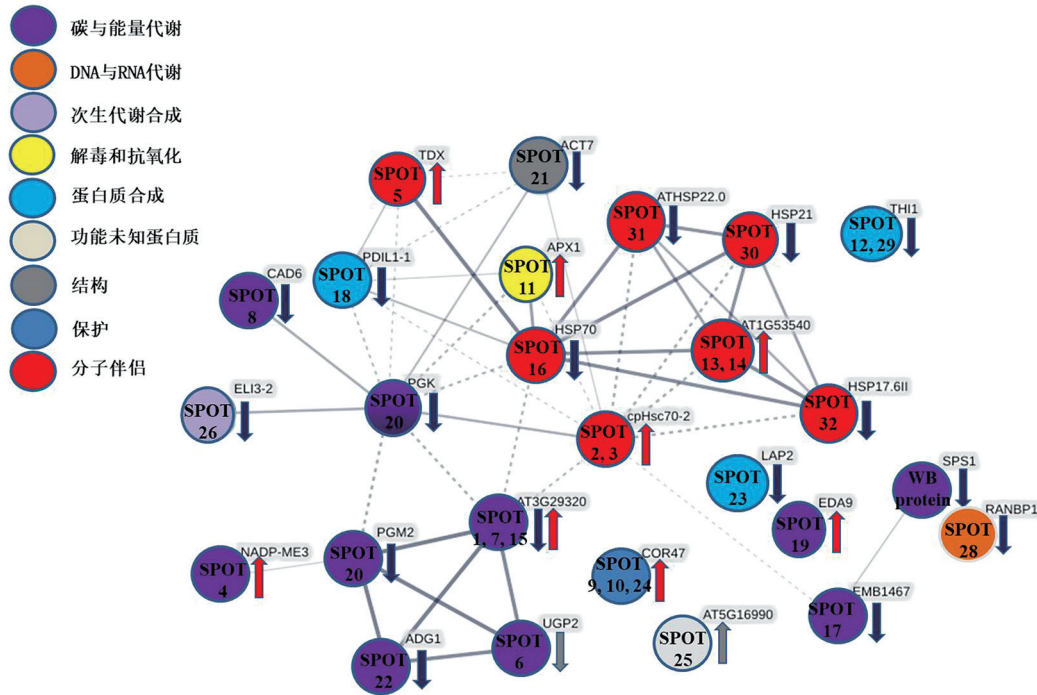 碳与能量代谢
DNA与RNA代谢
次生代谢合成
解毒和抗氧化
蛋白质合成
功能未知蛋白质
结构
保护
分子伴侣
TDX
SPOT
5
ACT7
SPOT
21
ATHSP22.0
SPOT
31
HSP21
SPOT
30
THI1
SPOT
12, 29
PDIL1-1
SPOT
18
APX1
SPOT
11
CAD6
SPOT
8
HSP70
SPOT
16
AT1G53540
SPOT
13, 14
HSP17.6II
SPOT
32
ELI3-2
SPOT
26
PGK
SPOT
20
cpHsc70-2
SPOT
2, 3
LAP2
SPOT
23
SPS1
WB
protein
EDA9
SPOT
19
RANBP1
SPOT
28
AT3G29320
SPOT
1, 7, 15
PGM2
SPOT
20
NADP-ME3
SPOT
4
COR47
SPOT
9, 10, 24
EMB1467
SPOT
17
AT5G16990
SPOT
25
UGP2
SPOT
6
ADG1
SPOT
22